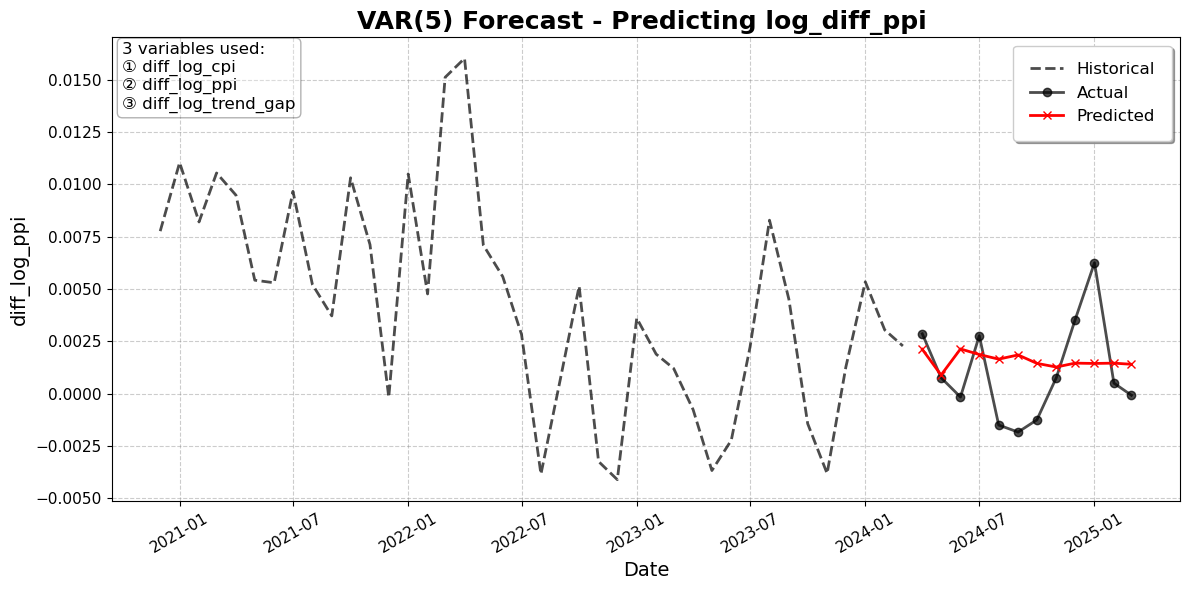 VAR(5) Forecast - Predicting log_diff_ppi
3 variables used:
① diff_log_cpi
② diff_log_ppi
③ diff_log_trend_gap
Historical
Actual
Predicted
diff_log_ppi
0.0150
0.0125
0.0100
0.0075
0.0050
0.0025
0.0000
−0.0025
−0.0050
2021-01
2021-07
2022-01
2022-07
2023-01
2023-07
2024-01
2024-07
2025-01
Date